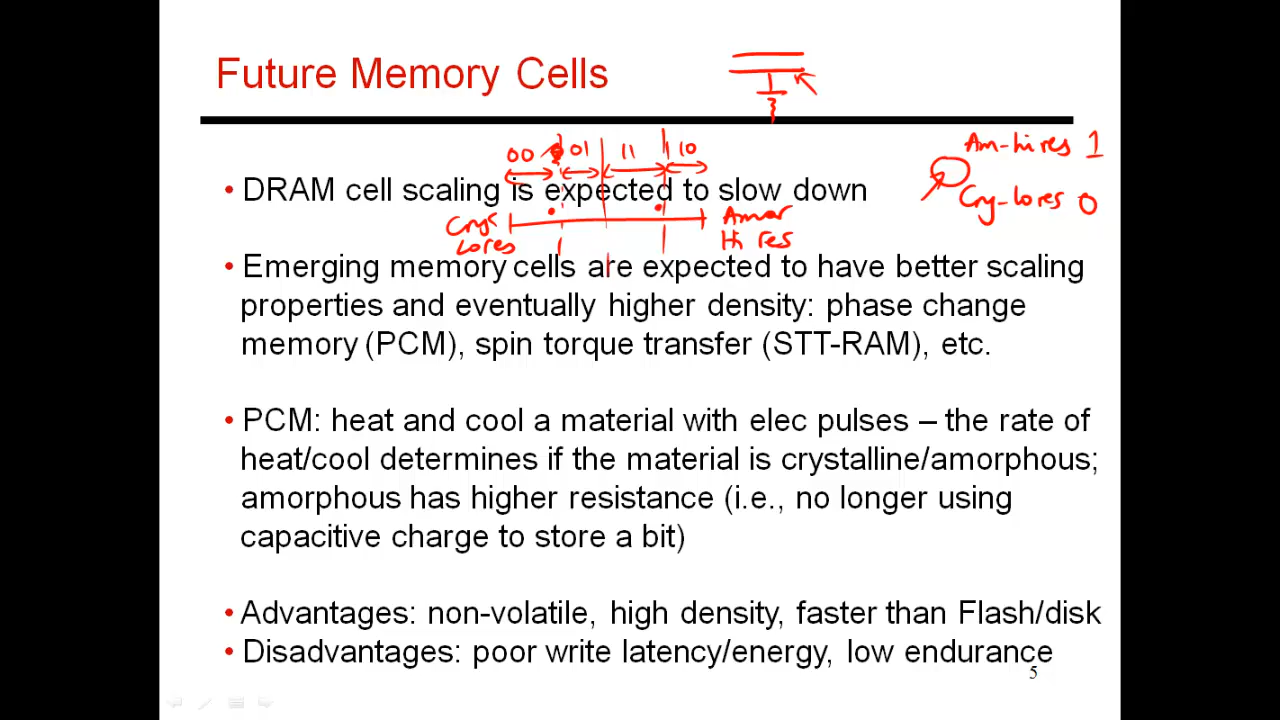 Future Memory Cells
Am-hires 1
00 01 11 10
• DRAM cell scaling is expected to slow down
Cry-lores 0
Crys Amor
lores Hi res
• Emerging memory cells are expected to have better scaling
properties and eventually higher density: phase change
memory (PCM), spin torque transfer (STT-RAM), etc.
• PCM: heat and cool a material with elec pulses – the rate of
heat/cool determines if the material is crystalline/amorphous;
amorphous has higher resistance (i.e., no longer using
capacitive charge to store a bit)
• Advantages: non-volatile, high density, faster than Flash/disk
• Disadvantages: poor write latency/energy, low endurance
5